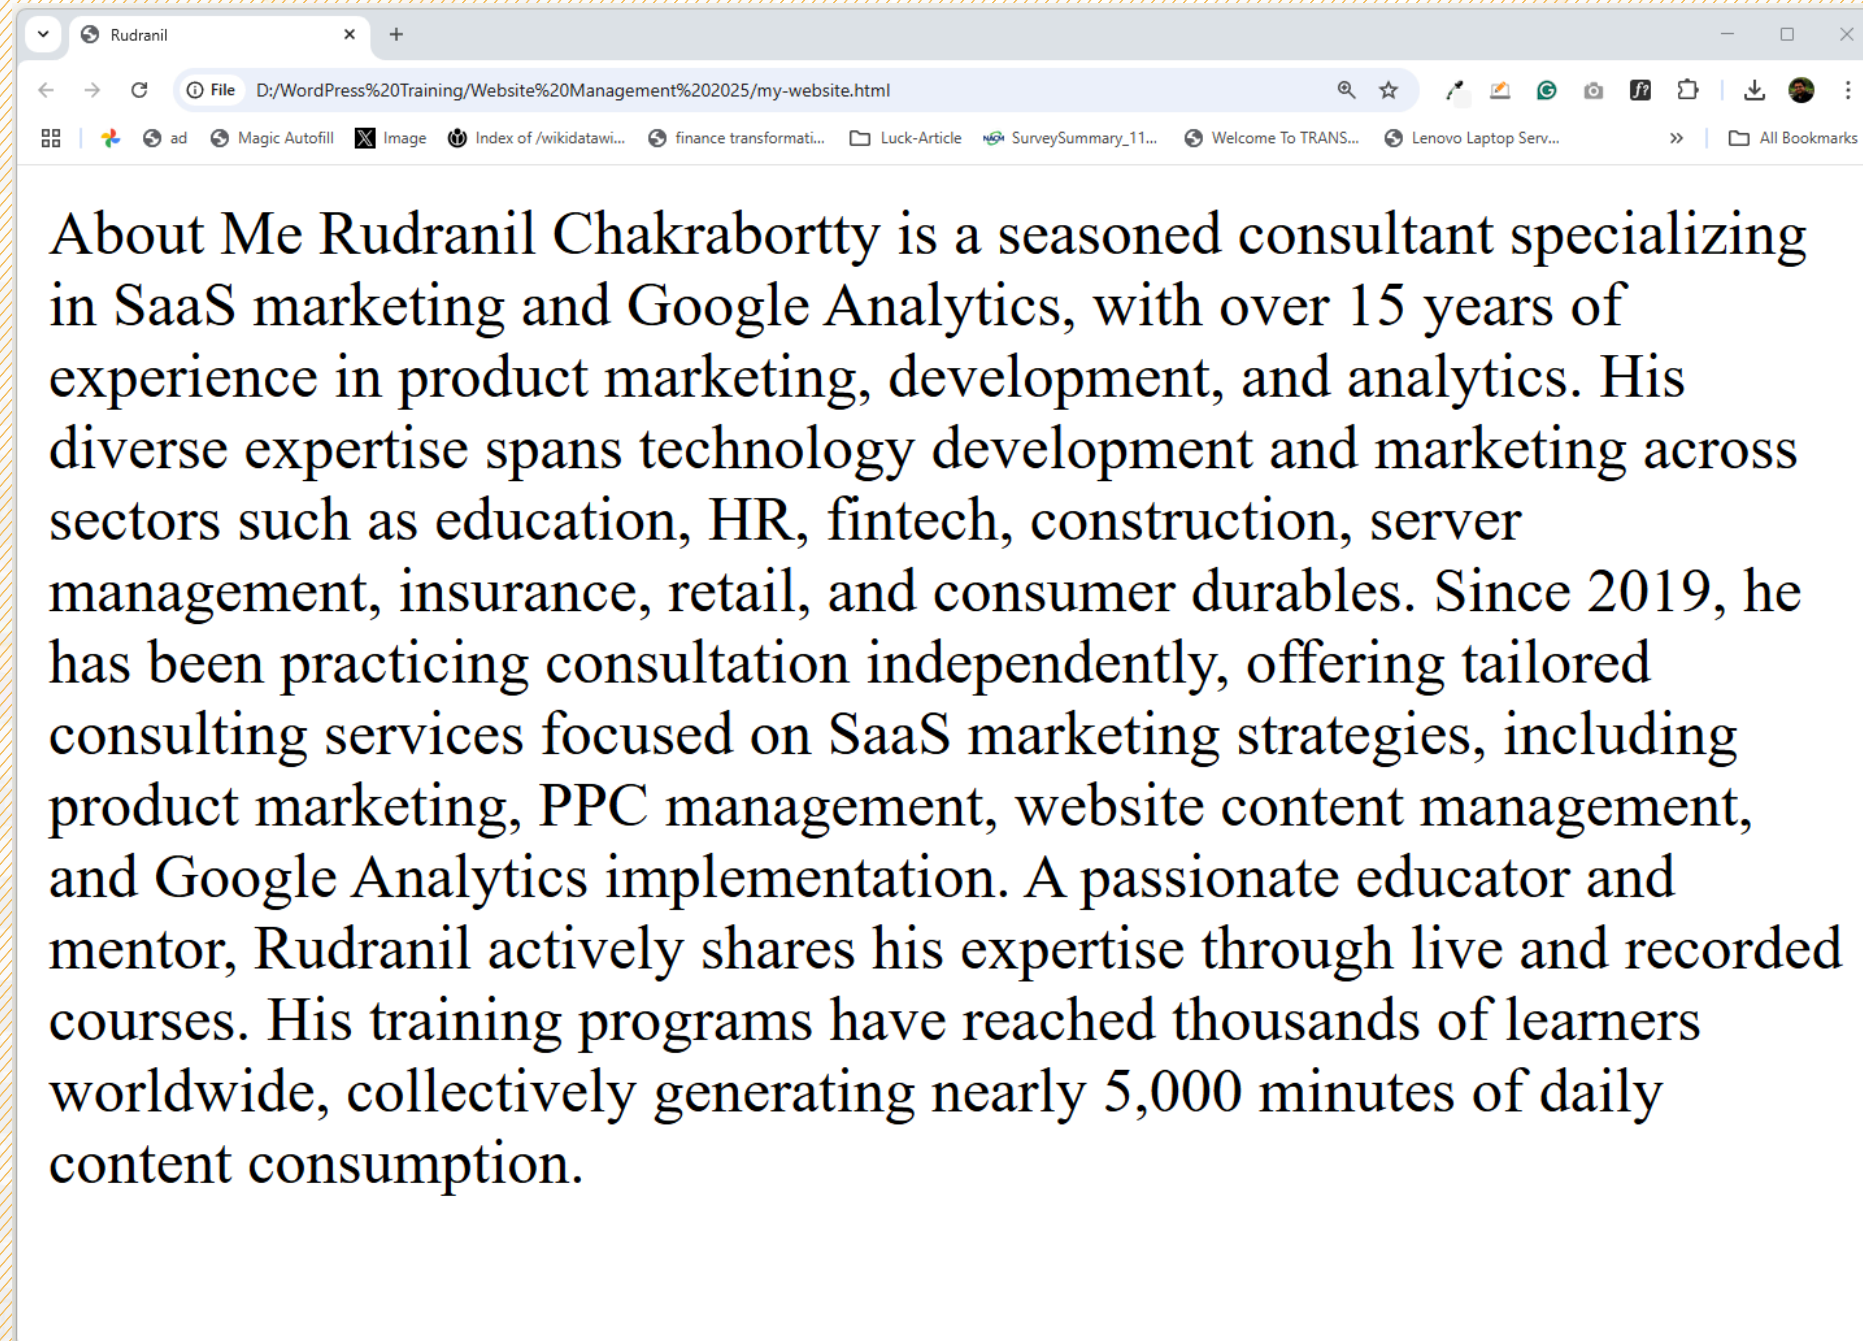 Rudranil
File
D:/WordPress%20Training/Website%20Management%202025/my-website.html
ad
Magic Autofill
Image
Index of /wikidatawi...
finance transformati...
Luck-Article
SurveySummary_11...
Welcome To TRANS...
Lenovo Laptop Serv...
All Bookmarks
About Me Rudranil Chakrabortty is a seasoned consultant specializing
in SaaS marketing and Google Analytics, with over 15 years of
experience in product marketing, development, and analytics. His
diverse expertise spans technology development and marketing across
sectors such as education, HR, fintech, construction, server
management, insurance, retail, and consumer durables. Since 2019, he
has been practicing consultation independently, offering tailored
consulting services focused on SaaS marketing strategies, including
product marketing, PPC management, website content management,
and Google Analytics implementation. A passionate educator and
mentor, Rudranil actively shares his expertise through live and recorded
courses. His training programs have reached thousands of learners
worldwide, collectively generating nearly 5,000 minutes of daily
content consumption.